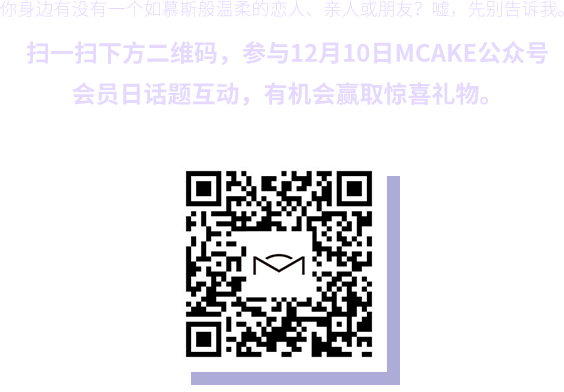 你身边有没有一个如慕斯般温柔的恋人、亲人或朋友？嘘，先别告诉我。
扫一扫下方二维码，参与12月10日MCAKE公众号
会员日话题互动，有机会赢取惊喜礼物。